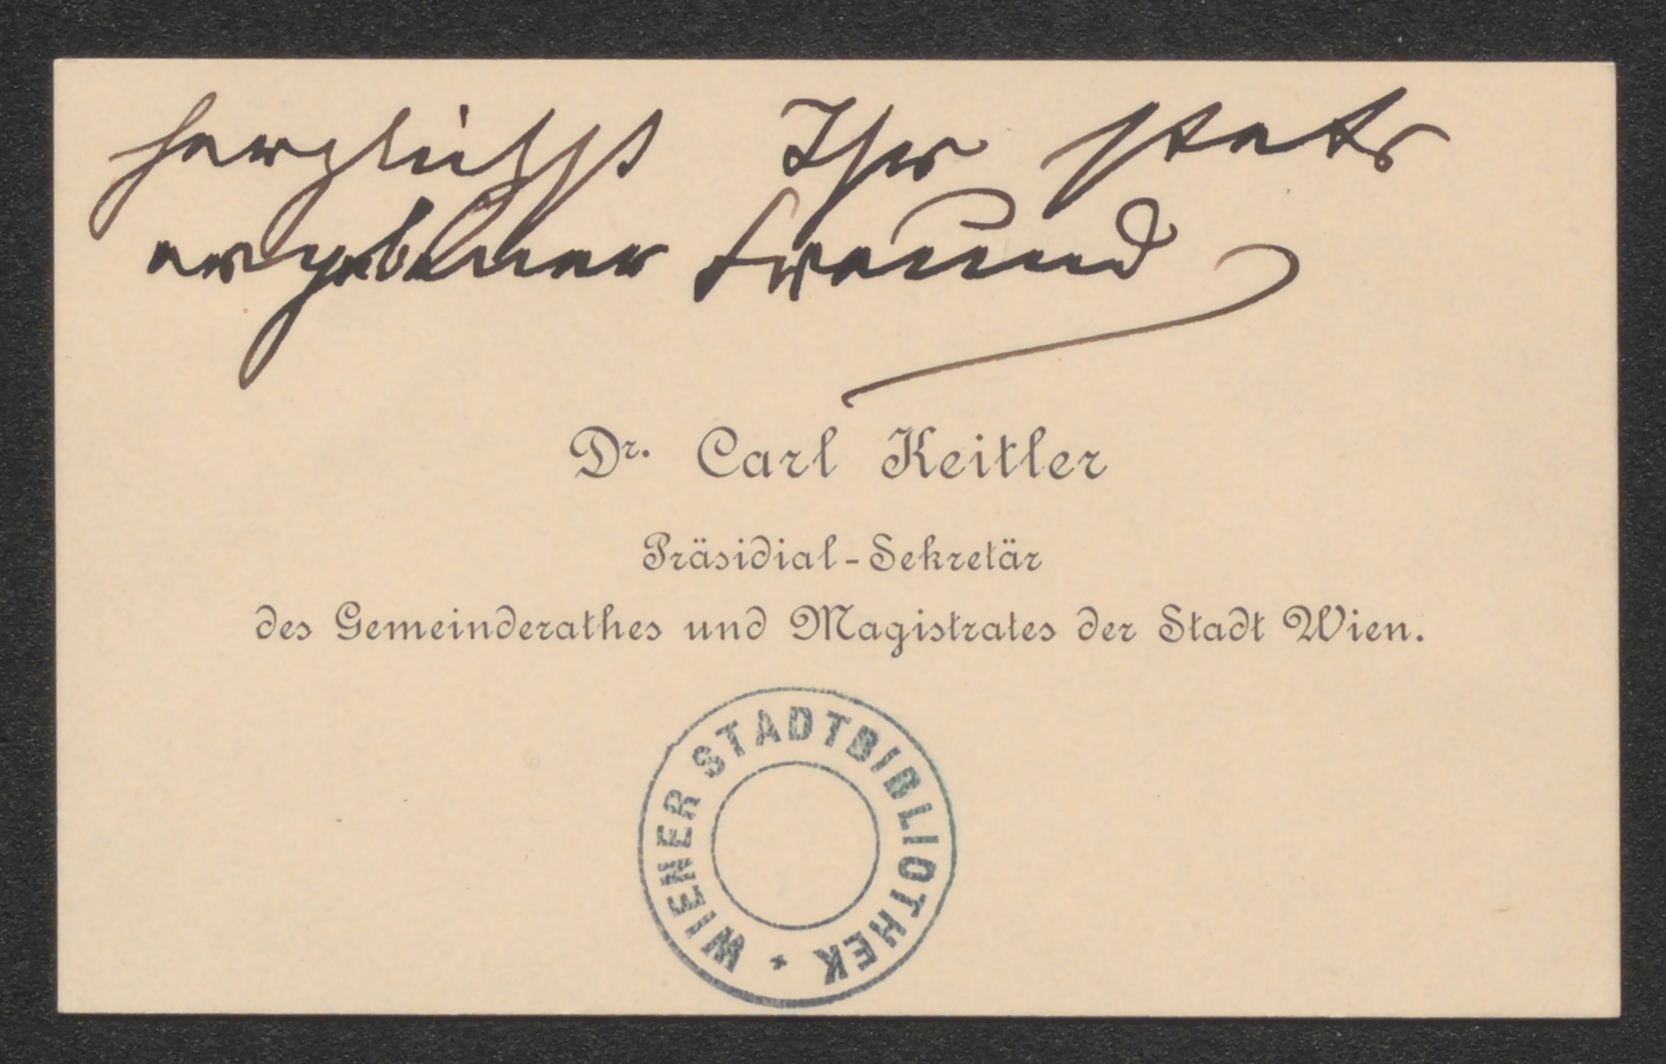 herzlichst Ihr stets
ergebener Freund
Dr. Carl Keitler
Präsidial-Sekretär
des Gemeinderathes und Magistrates der Stadt Wien.
WIENER STADTBIBLIOTHEK *